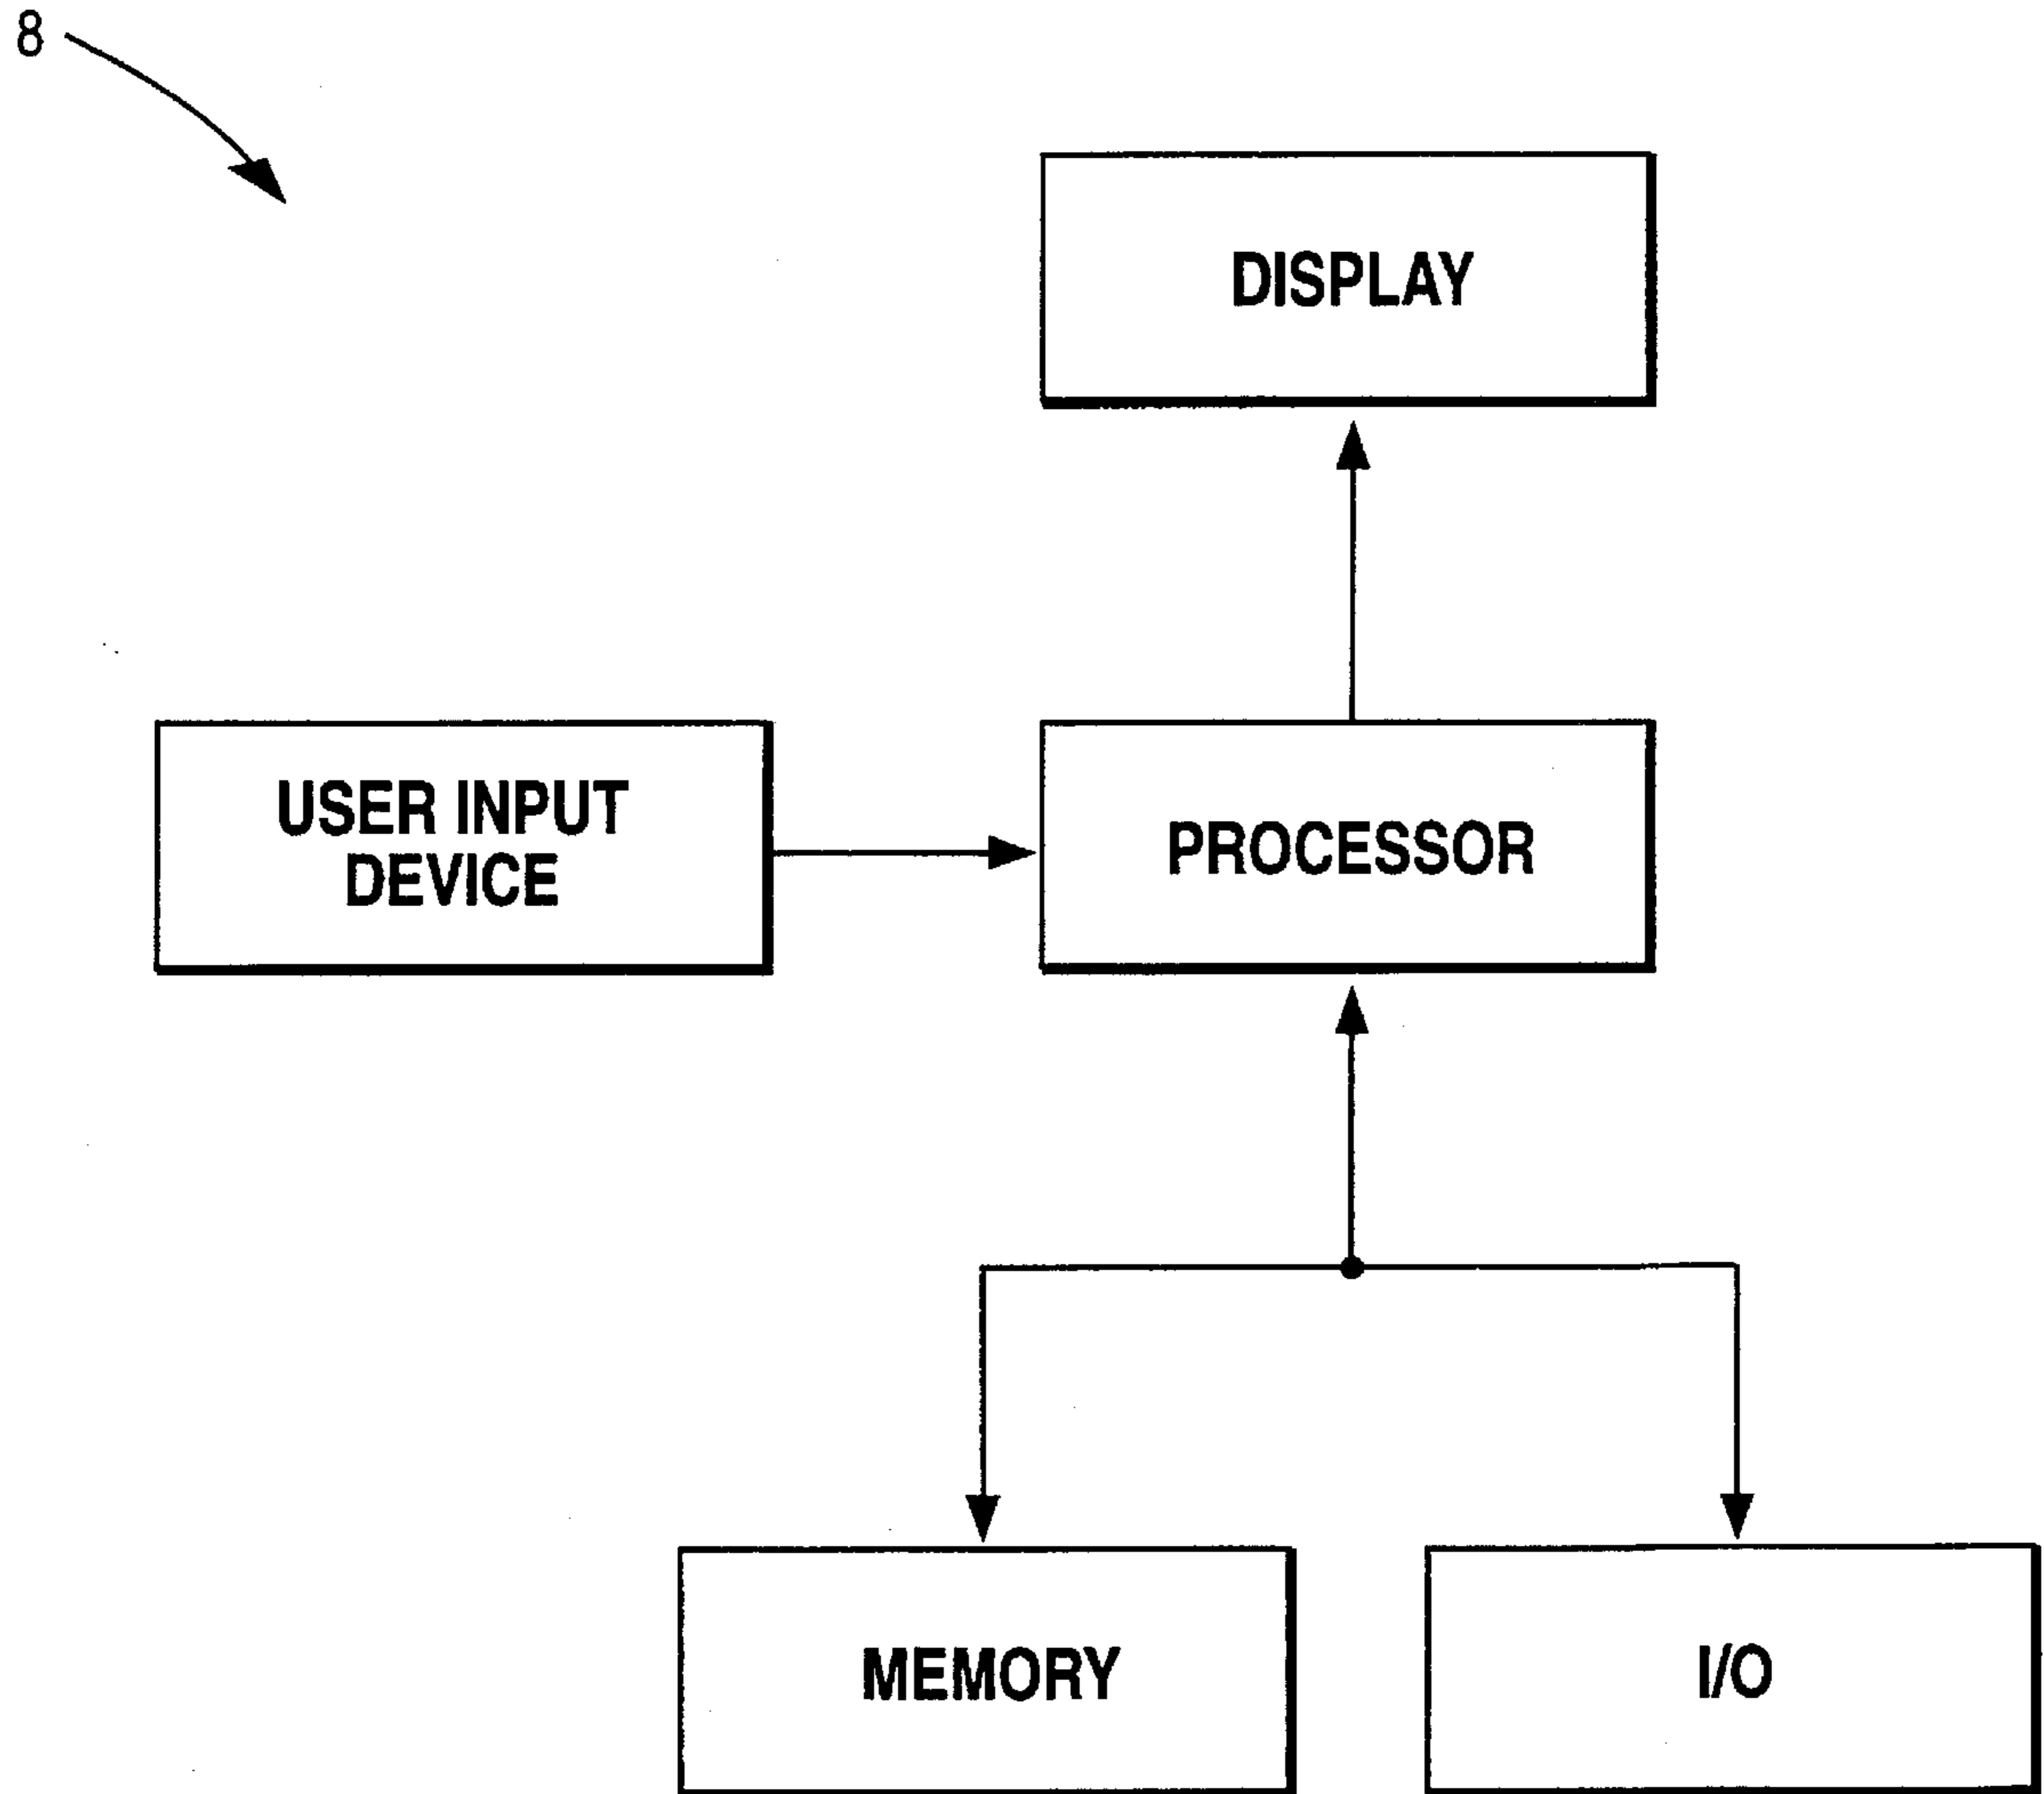 8
DISPLAY
USER INPUT
DEVICE
PROCESSOR
MEMORY
I/O